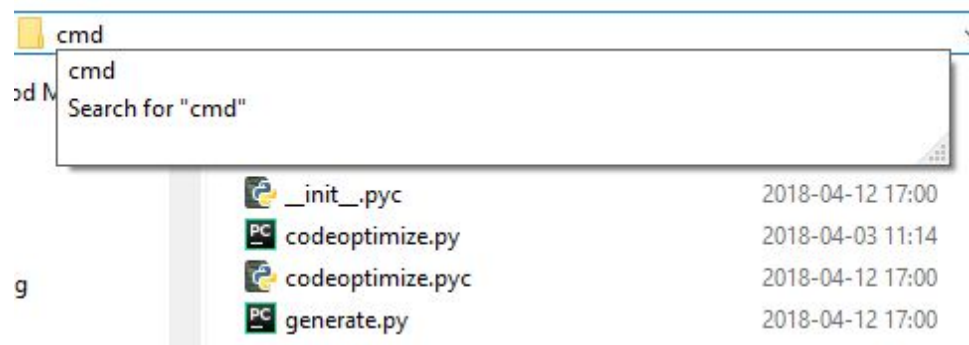 cmd
cmd
od M
Search for "cmd"
__init__.pyc 2018-04-12 17:00
codeoptimize.py 2018-04-03 11:14
g
codeoptimize.pyc 2018-04-12 17:00
generate.py 2018-04-12 17:00